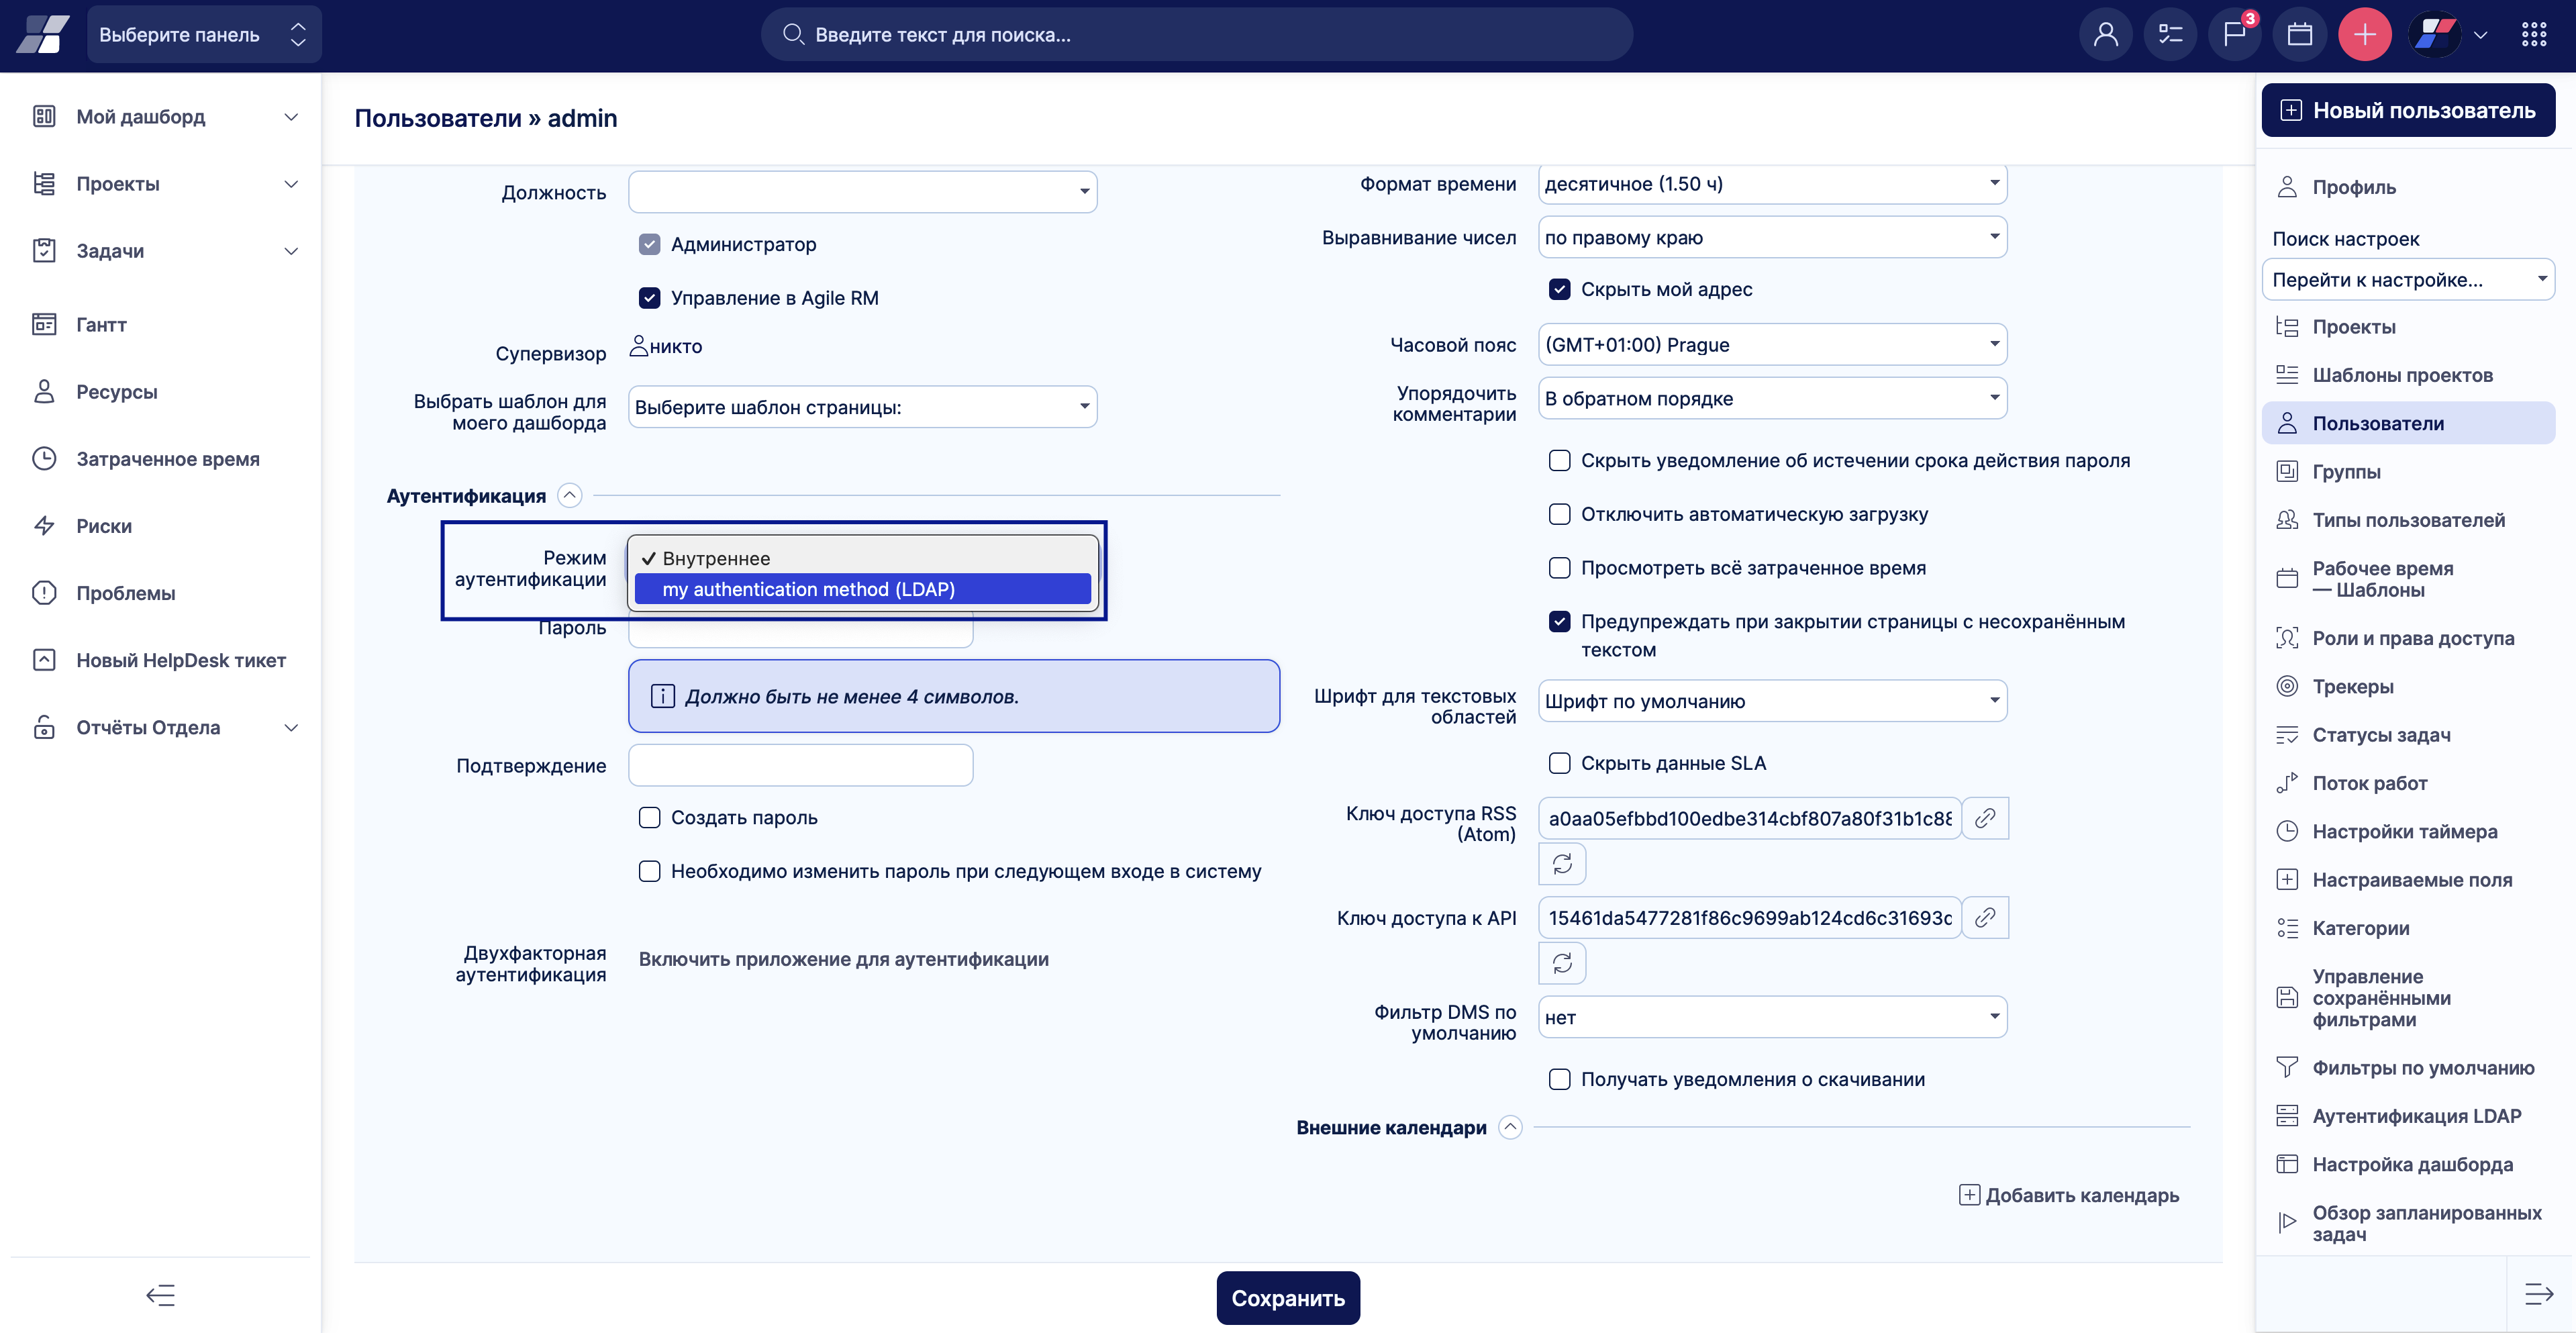 Выберите панель
Введите текст для поиска...
3
Мой дашборд
Проекты
Задачи
Гантт
Ресурсы
Затраченное время
Риски
Проблемы
Новый HelpDesk тикет
Отчёты Отдела
Пользователи » admin
Должность
Администратор
Управление в Agile RM
Супервизор
никто
Выбрать шаблон для
моего дашборда
Выберите шаблон страницы:
Аутентификация
Режим
аутентификации
✓ Внутреннее
my authentication method (LDAP)
Пароль
Должно быть не менее 4 символов.
Подтверждение
Создать пароль
Необходимо изменить пароль при следующем входе в систему
Двухфакторная
аутентификация
Включить приложение для аутентификации
Формат времени
десятичное (1.50 ч)
Выравнивание чисел
по правому краю
Скрыть мой адрес
Часовой пояс
(GMT+01:00) Prague
Упорядочить
комментарии
В обратном порядке
Скрыть уведомление об истечении срока действия пароля
Отключить автоматическую загрузку
Просмотреть всё затраченное время
Предупреждать при закрытии страницы с несохранённым
текстом
Шрифт для текстовых
областей
Шрифт по умолчанию
Скрыть данные SLA
Ключ доступа RSS
(Atom)
a0aa05efbbd100edbe314cbf807a80f31b1c88
Ключ доступа к API
15461da5477281f86c9699ab124cd6c31693c
Фильтр DMS по
умолчанию
нет
Получать уведомления о скачивании
Внешние календари
Добавить календарь
Сохранить
Новый пользователь
Профиль
Поиск настроек
Перейти к настройке...
Проекты
Шаблоны проектов
Пользователи
Группы
Типы пользователей
Рабочее время
— Шаблоны
Роли и права доступа
Трекеры
Статусы задач
Поток работ
Настройки таймера
Настраиваемые поля
Категории
Управление
сохранёнными
фильтрами
Фильтры по умолчанию
Аутентификация LDAP
Настройка дашборда
Обзор запланированных
задач